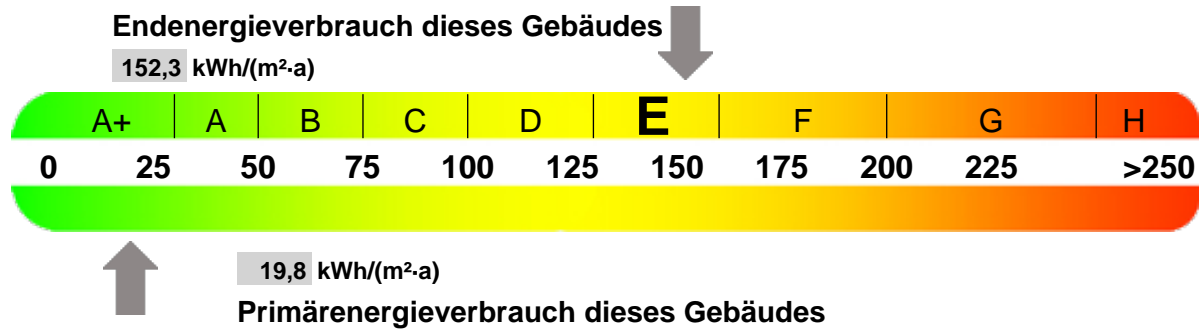 Endenergieverbrauch dieses Gebäudes
152,3 kWh/(m²·a)
A+ A B C D E F G H
0 25 50 75 100 125 150 175 200 225 >250
19,8 kWh/(m²·a)
Primärenergieverbrauch dieses Gebäudes